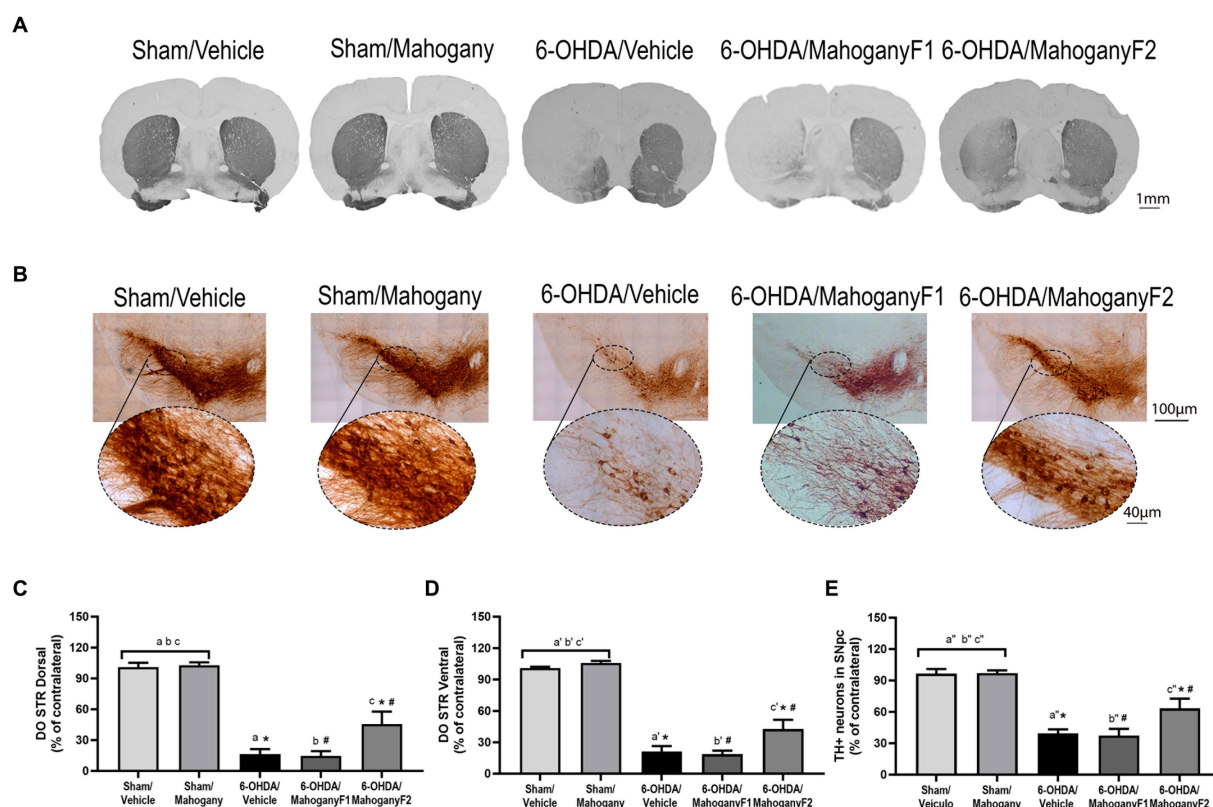 A
Sham/Vehicle Sham/Mahogany 6-OHDA/Vehicle 6-OHDA/MahoganyF1 6-OHDA/MahoganyF2
1mm
B
Sham/Vehicle Sham/Mahogany 6-OHDA/Vehicle 6-OHDA/MahoganyF1 6-OHDA/MahoganyF2
100μm
40μm
C
DO STR Dorsal
(% of contralateral)
150
120
90
60
30
0
a b c
a *
b #
c * #
Sham/
Vehicle
Sham/
Mahogany
6-OHDA/
Vehicle
6-OHDA/
MahoganyF1
6-OHDA/
MahoganyF2
D
DO STR Ventral
(% of contralateral)
150
120
90
60
30
0
a' b' c'
a' *
b' #
c' * #
Sham/
Vehicle
Sham/
Mahogany
6-OHDA/
Vehicle
6-OHDA/
MahoganyF1
6-OHDA/
MahoganyF2
E
TH+ neurons in SNpc
(% of contralateral)
150
120
90
60
30
0
a" b" c"
a" *
b" #
c" * #
Sham/
Veiculo
Sham/
Mahogany
6-OHDA/
Vehicle
6-OHDA/
MahoganyF1
6-OHDA/
MahoganyF2